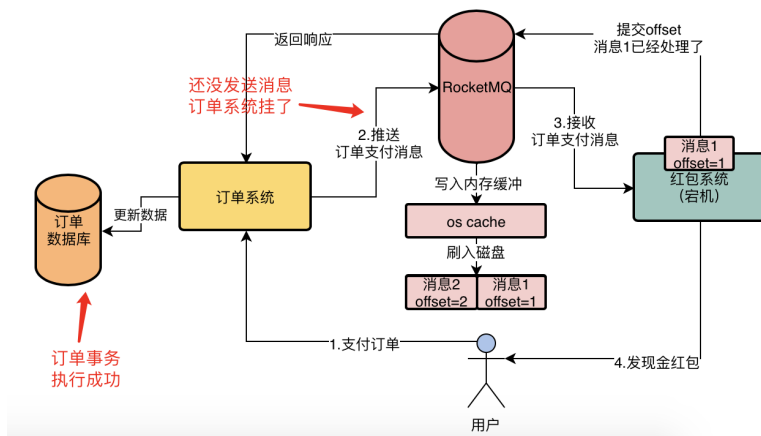 提交offset
消息1已经处理了
返回响应
还没发送消息
订单系统挂了
RocketMQ
2.推送
订单支付消息
3.接收
订单支付消息
消息1
offset=1
红包系统
（宕机）
写入内存缓冲
订单系统
更新数据
订单
数据库
os cache
刷入磁盘
消息2
offset=2
消息1
offset=1
1.支付订单
订单事务
执行成功
4.发现金红包
用户